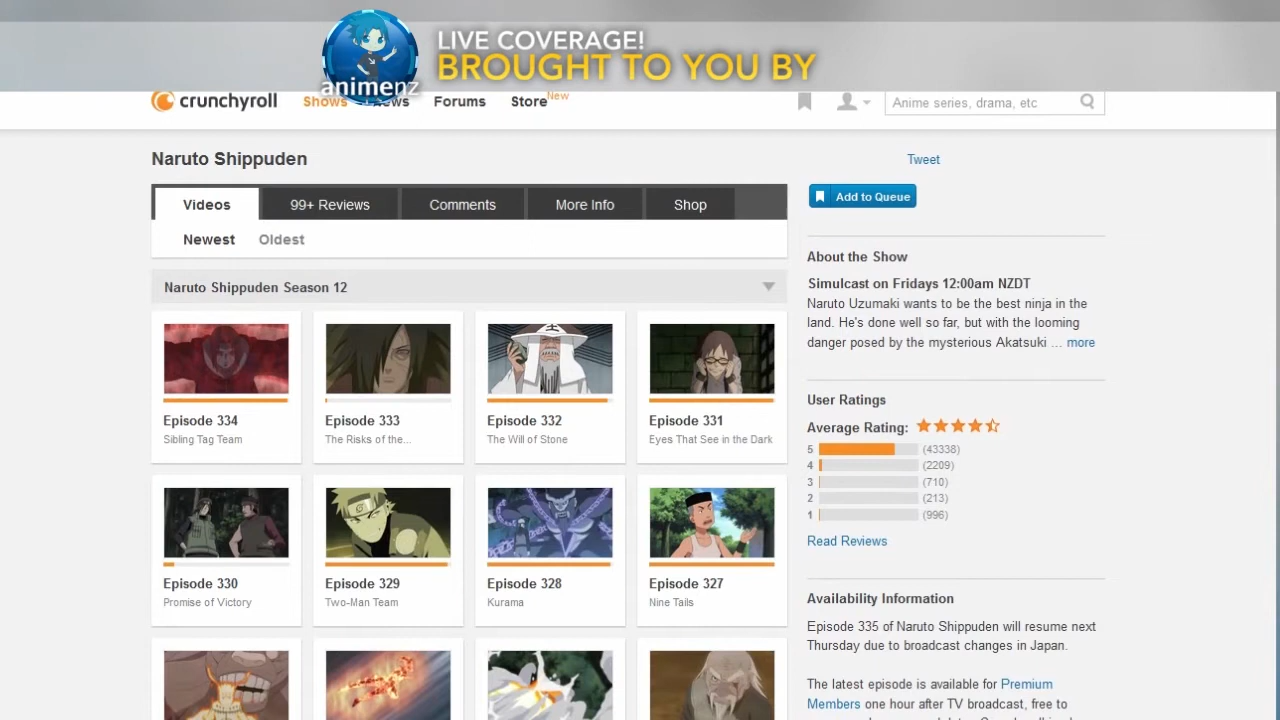 LIVE COVERAGE!
BROUGHT TO YOU BY
animenz
crunchyroll
Shows
Forums
Store New
Anime series, drama, etc
Naruto Shippuden
Tweet
Videos
99+ Reviews
Comments
More Info
Shop
Add to Queue
Newest
Oldest
Naruto Shippuden Season 12
Episode 334
Sibling Tag Team
Episode 333
The Risks of the...
Episode 332
The Will of Stone
Episode 331
Eyes That See in the Dark
Episode 330
Promise of Victory
Episode 329
Two-Man Team
Episode 328
Kurama
Episode 327
Nine Tails
About the Show
Simulcast on Fridays 12:00am NZDT
Naruto Uzumaki wants to be the best ninja in the
land. He's done well so far, but with the looming
danger posed by the mysterious Akatsuki ... more
User Ratings
Average Rating:
5 (43338)
4 (2209)
3 (710)
2 (213)
1 (996)
Read Reviews
Availability Information
Episode 335 of Naruto Shippuden will resume next
Thursday due to broadcast changes in Japan.
The latest episode is available for Premium
Members one hour after TV broadcast, free to